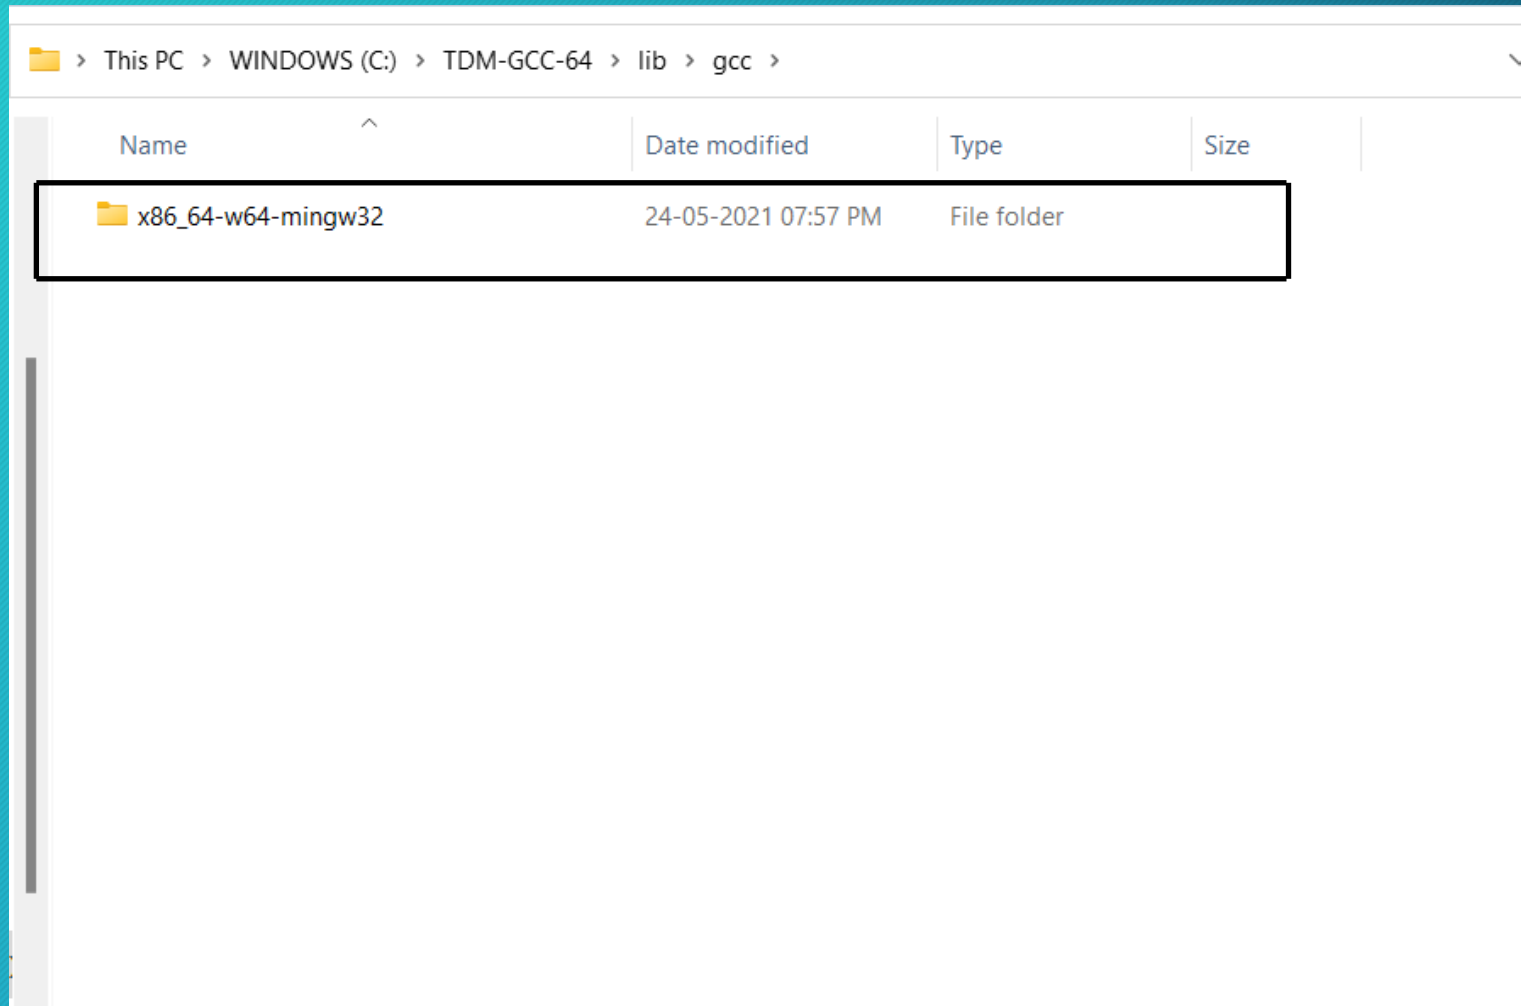 This PC > WINDOWS (C:) > TDM-GCC-64 > lib > gcc >
Name Date modified Type Size
x86_64-w64-mingw32 24-05-2021 07:57 PM File folder